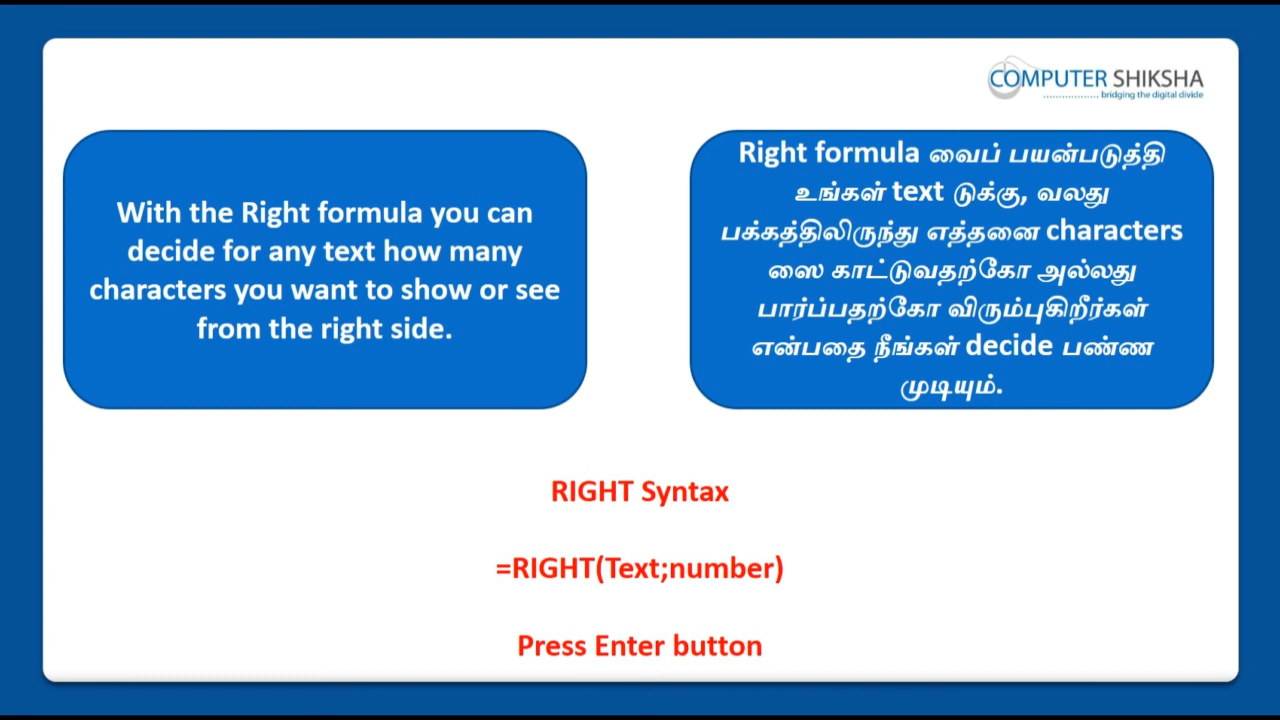 COMPUTER SHIKSHA
bridging the digital divide
With the Right formula you can
decide for any text how many
characters you want to show or see
from the right side.
Right formula வைப் பயன்படுத்தி
உங்கள் text டுக்கு, வலது
பக்கத்திலிருந்து எத்தனை characters
ஸை காட்டுவதற்கோ அல்லது
பார்ப்பதற்கோ விரும்புகிறீர்கள்
என்பதை நீங்கள் decide பண்ண
முடியும்.
RIGHT Syntax
=RIGHT(Text;number)
Press Enter button